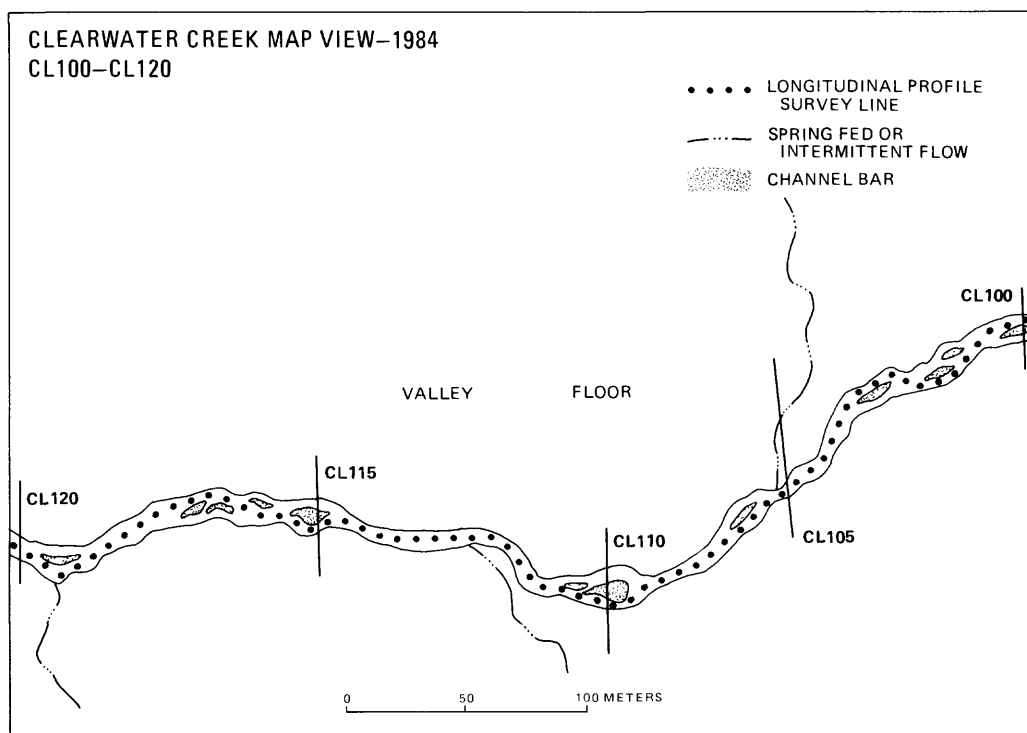 CLEARWATER CREEK MAP VIEW–1984
CL100–CL120
LONGITUDINAL PROFILE
SURVEY LINE
SPRING FED OR
INTERMITTENT FLOW
CHANNEL BAR
CL100
VALLEY FLOOR
CL120
CL115
CL110
CL105
0 50 100 METERS